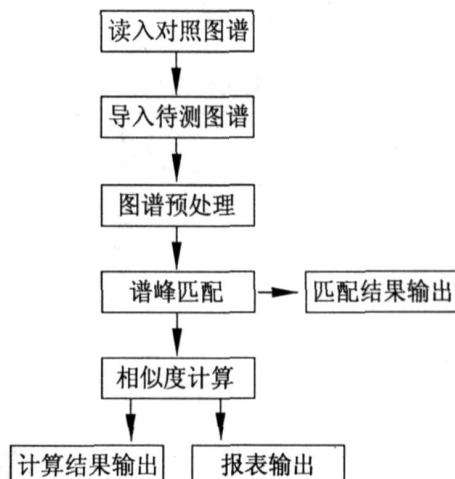 读入对照图谱
导入待测图谱
图谱预处理
谱峰匹配
匹配结果输出
相似度计算
计算结果输出
报表输出